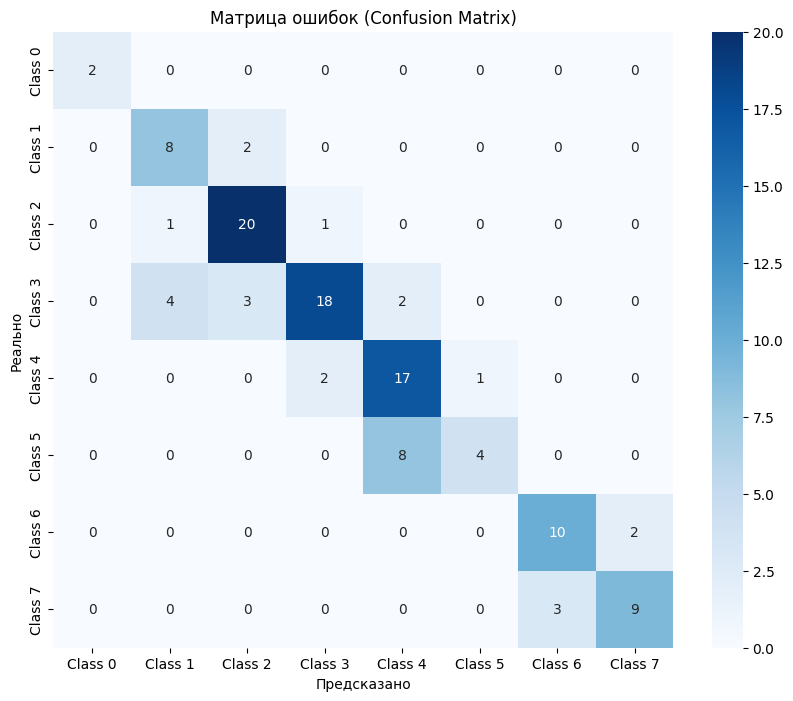 Матрица ошибок (Confusion Matrix)
Реально
Class 0 2 0 0 0 0 0 0 0
Class 1 0 8 2 0 0 0 0 0
Class 2 0 1 20 1 0 0 0 0
Class 3 0 4 3 18 2 0 0 0
Class 4 0 0 0 2 17 1 0 0
Class 5 0 0 0 0 8 4 0 0
Class 6 0 0 0 0 0 0 10 2
Class 7 0 0 0 0 0 0 3 9
Class 0 Class 1 Class 2 Class 3 Class 4 Class 5 Class 6 Class 7
Предсказано
20.0
17.5
15.0
12.5
10.0
7.5
5.0
2.5
0.0